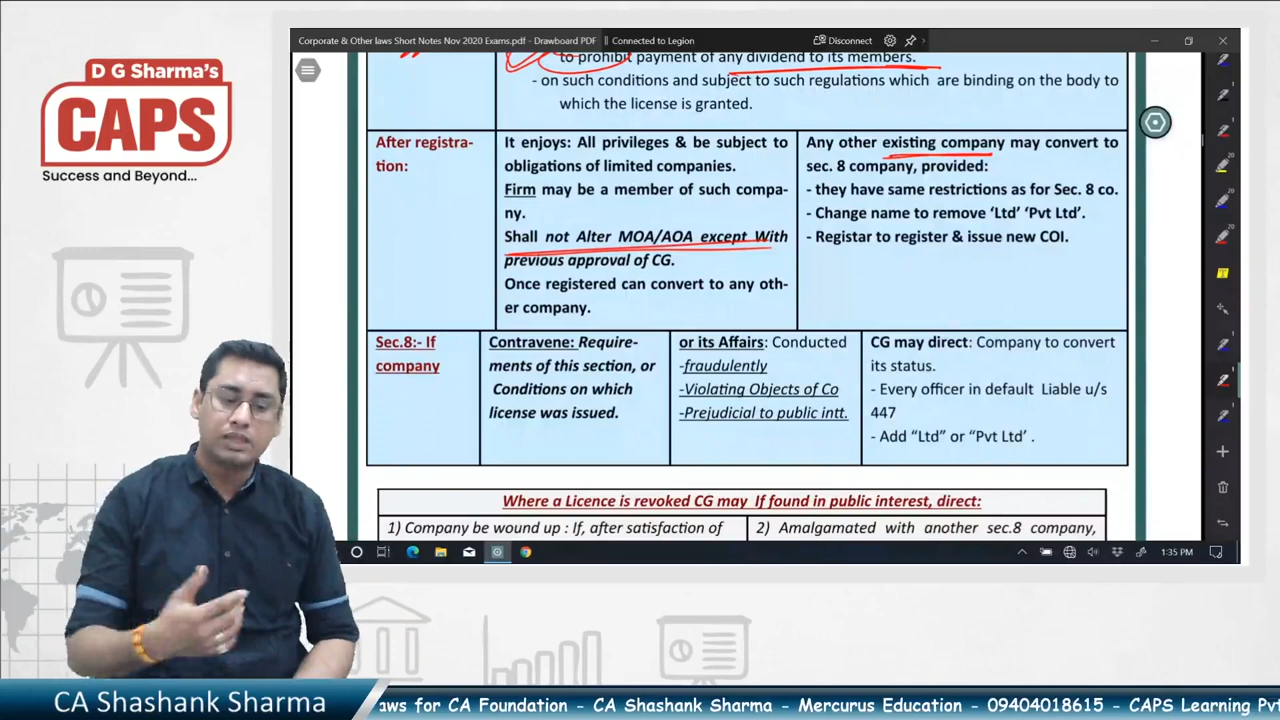 Corporate & Other laws Short Notes Nov 2020 Exams.pdf - Drawboard PDF
Connected to Legion
Disconnect
D G Sharma's
CAPS
Success and Beyond...
to prohibit payment of any dividend to its members.
- on such conditions and subject to such regulations which are binding on the body to
which the license is granted.
After registra-
tion:
It enjoys: All privileges & be subject to
obligations of limited companies.
Firm may be a member of such compa-
ny.
Shall not Alter MOA/AOA except With
previous approval of CG.
Once registered can convert to any oth-
er company.
Any other existing company may convert to
sec. 8 company, provided:
- they have same restrictions as for Sec. 8 co.
- Change name to remove 'Ltd' 'Pvt Ltd'.
- Registar to register & issue new COI.
Sec.8:- If
company
Contravene: Require-
ments of this section, or
Conditions on which
license was issued.
or its Affairs: Conducted
-fraudulently
-Violating Objects of Co
-Prejudicial to public intt.
CG may direct: Company to convert
its status.
- Every officer in default Liable u/s
447
- Add "Ltd" or "Pvt Ltd' .
Where a Licence is revoked CG may If found in public interest, direct:
1) Company be wound up : If, after satisfaction of
2) Amalgamated with another sec.8 company,
1:35 PM
CA Shashank Sharma
aws for CA Foundation - CA Shashank Sharma - Mercurus Education - 09404018615 - CAPS Learning Pvt